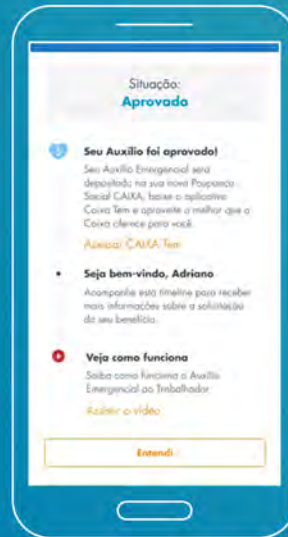 Situação:
Aprovado
Seu Auxílio foi aprovado!
Seu Auxílio Emergencial será
depositado na sua nova Poupança
Social CAIXA, baixe o aplicativo
Caixa Tem e aproveite o melhor que a
Caixa oferece para você.
Acessar CAIXA Tem
Seja bem-vindo, Adriano
Acompanhe esta timeline para receber
mais informações sobre a solicitação
do seu benefício.
Veja como funciona
Saiba como funciona o Auxílio
Emergencial ao Trabalhador
Assistir o vídeo
Entendi